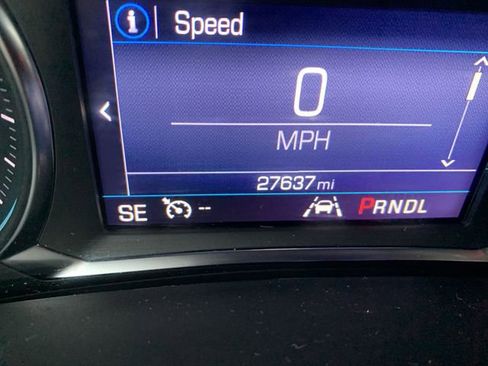 i Speed
0
MPH
27637 mi
SE -- PRNDL